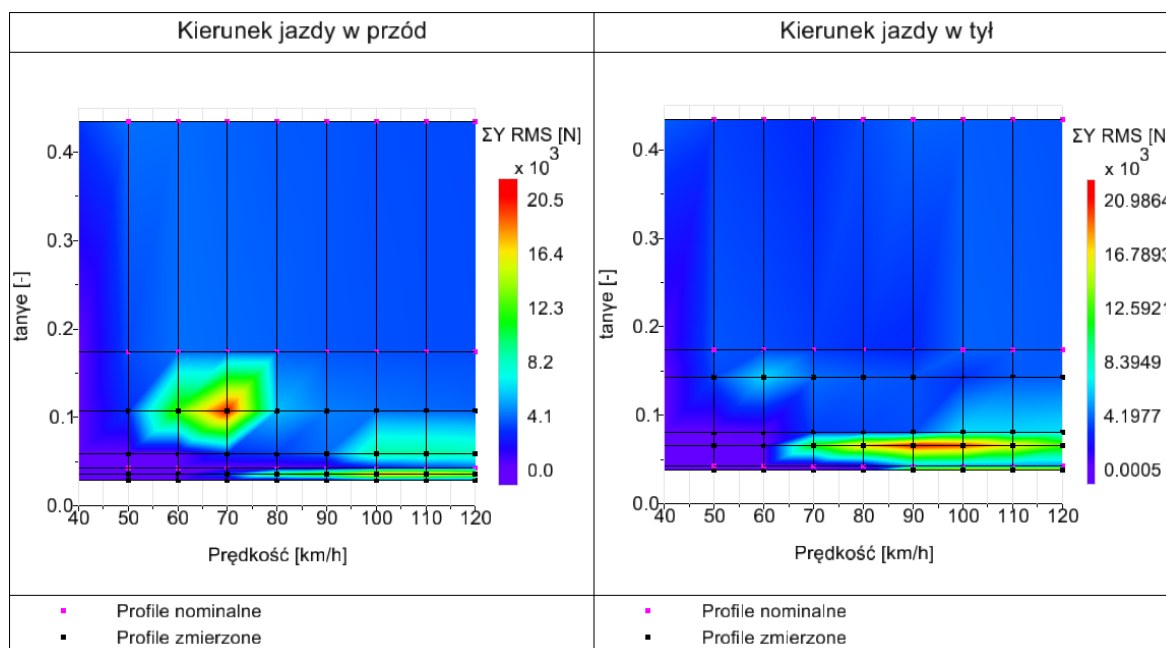 Kierunek jazdy w przód
Kierunek jazdy w tył
ΣY RMS [N]
x 10³
20.5
16.4
12.3
8.2
4.1
0.0
0.4
0.3
0.2
0.1
0.0
tanγe [-]
40 50 60 70 80 90 100 110 120
Prędkość [km/h]
ΣY RMS [N
x 10³
20.9864
16.7893
12.5921
8.3949
4.1977
0.0005
0.4
0.3
0.2
0.1
0.0
tanγe [-]
40 50 60 70 80 90 100 110 120
Prędkość [km/h]
Profile nominalne
Profile zmierzone
Profile nominalne
Profile zmierzone